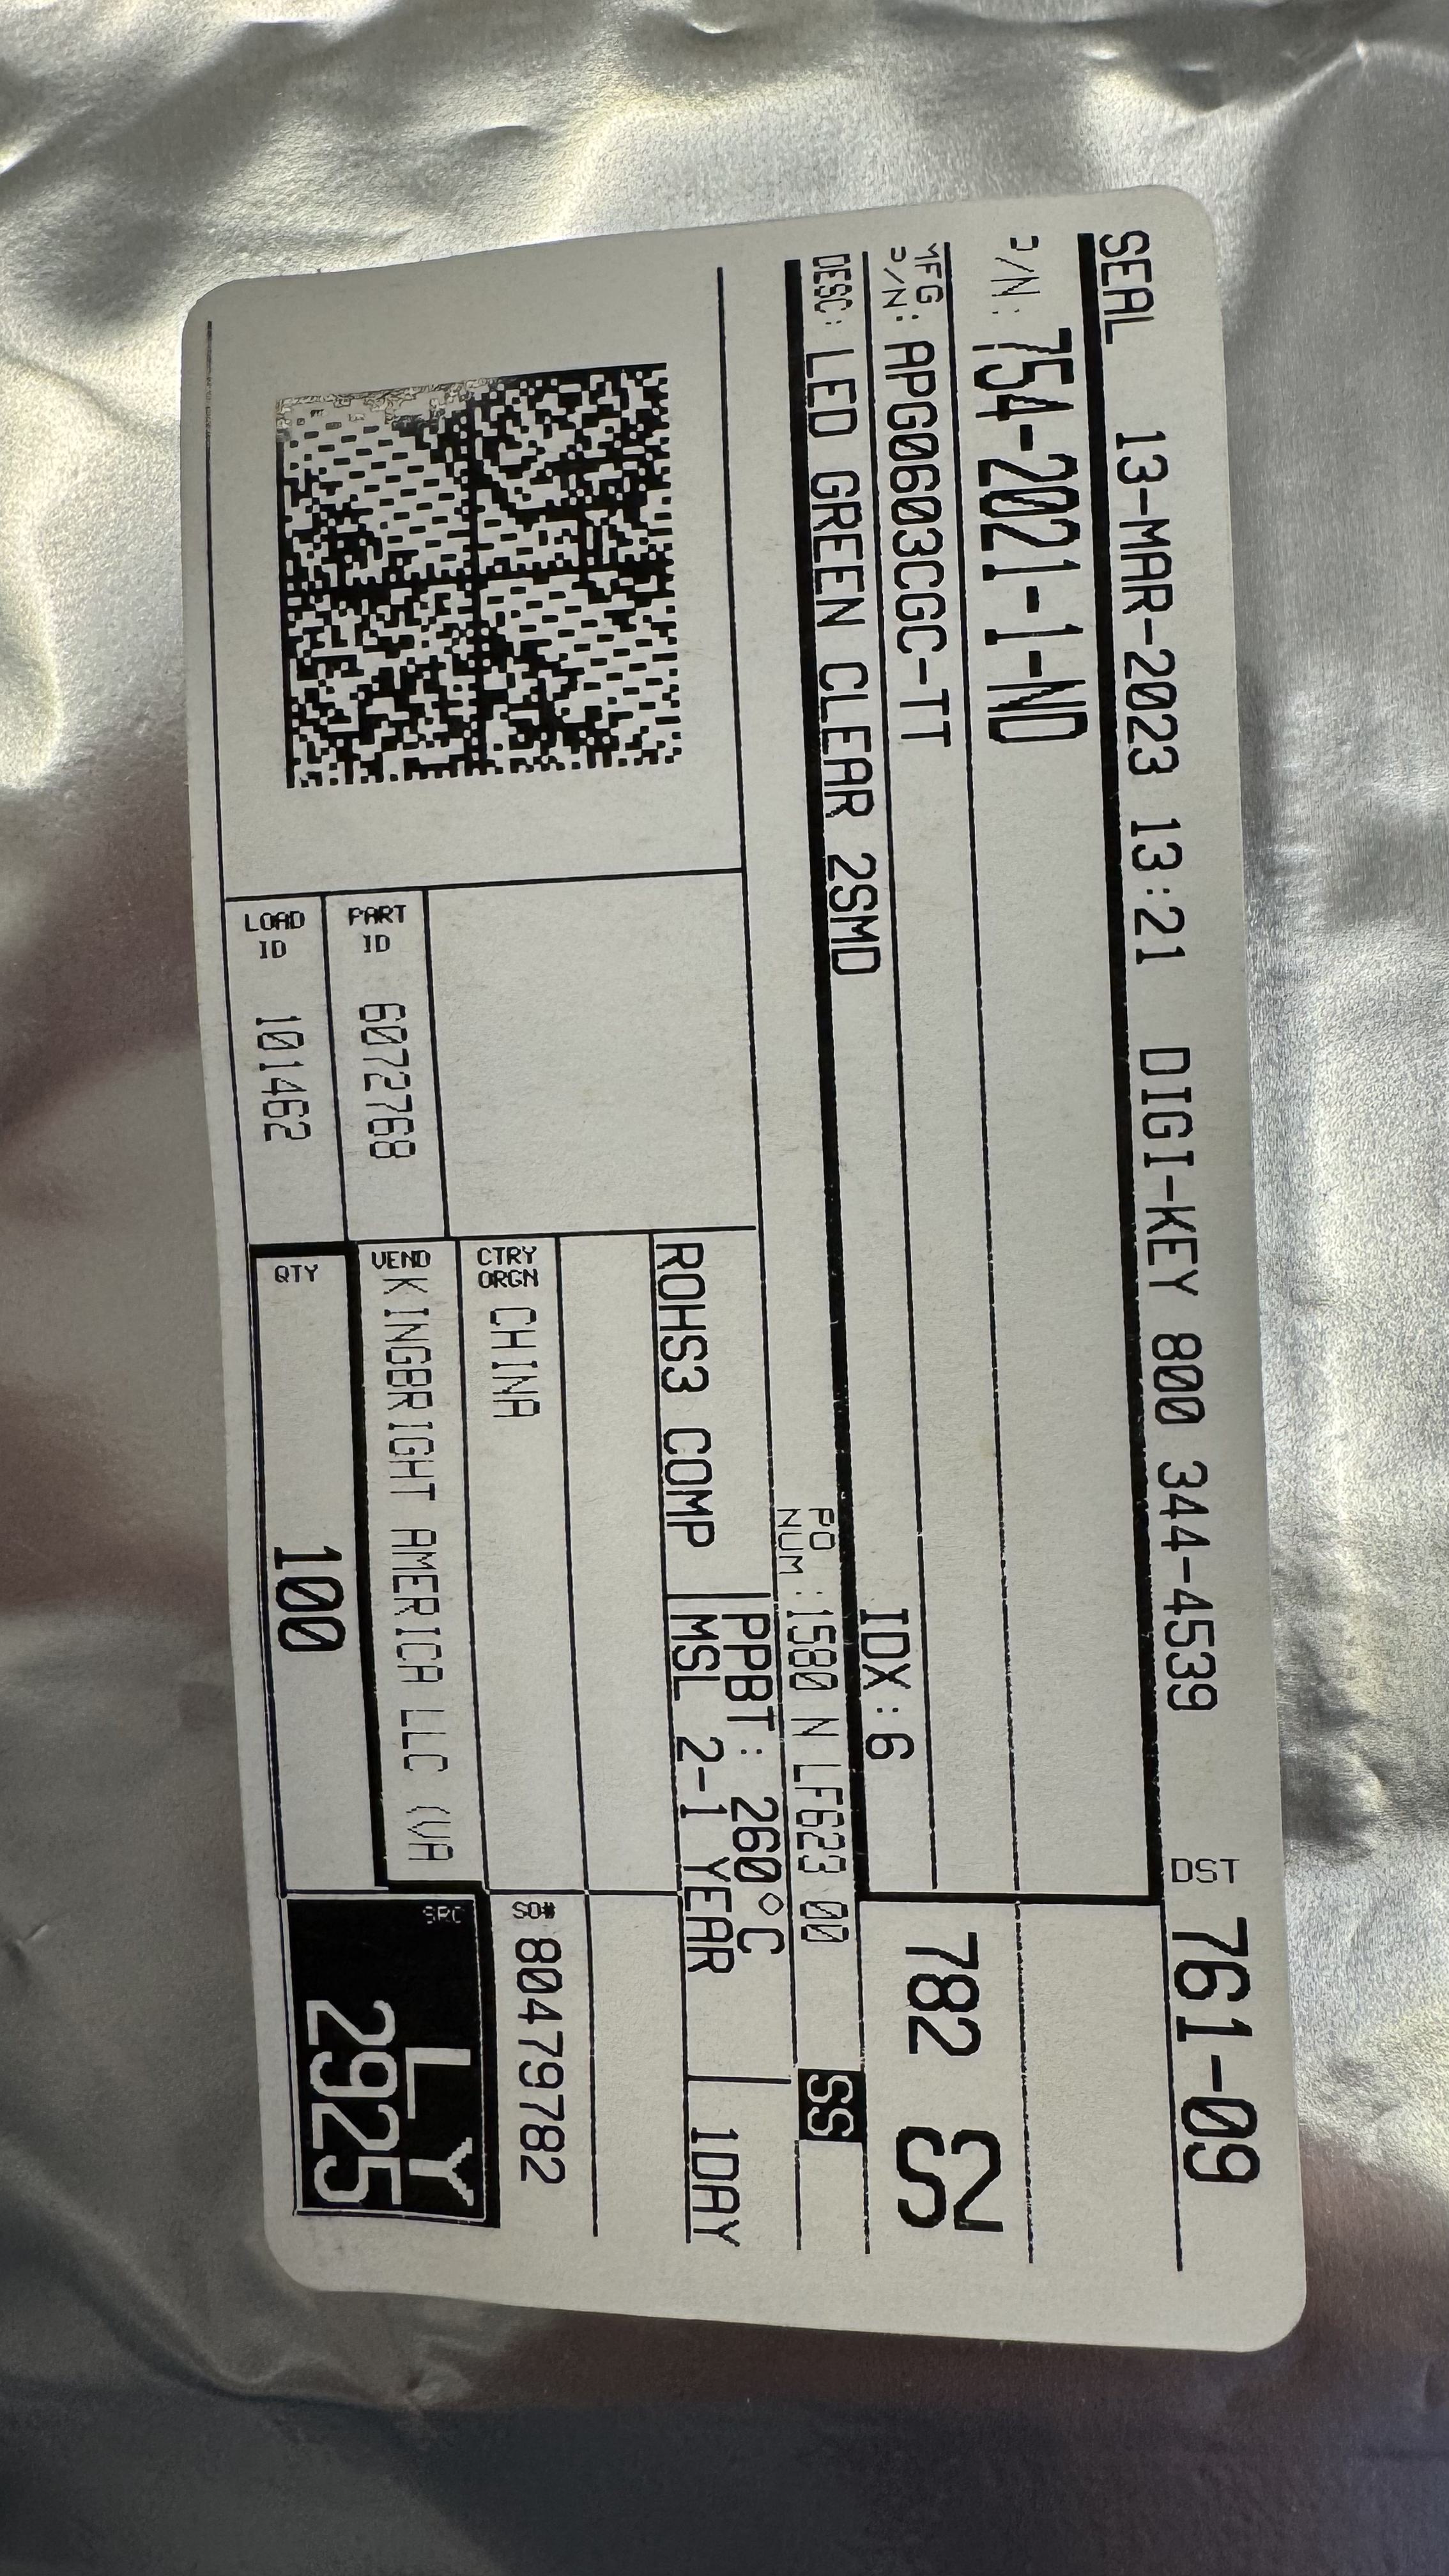 SEAL 13-MAR-2023 13:21 DIGI-KEY 800 344-4539 DST 761-09
P/N: 754-2021-1-ND
MFG P/N: APG0603CGC-TT
782 S2
DESC: LED GREEN CLEAR 2SMD IDX:6
PO NUM: 1580 N LF623 00 SS
ROHS3 COMP
PPBT: 260°C
MSL 2-1 YEAR
1DAY
CTRY ORGN CHINA
SO# 80479782
PART ID 6072768
VEND KINGBRIGHT AMERICA LLC (VA
LOAD ID 101462
QTY 100
SRC LY
2925